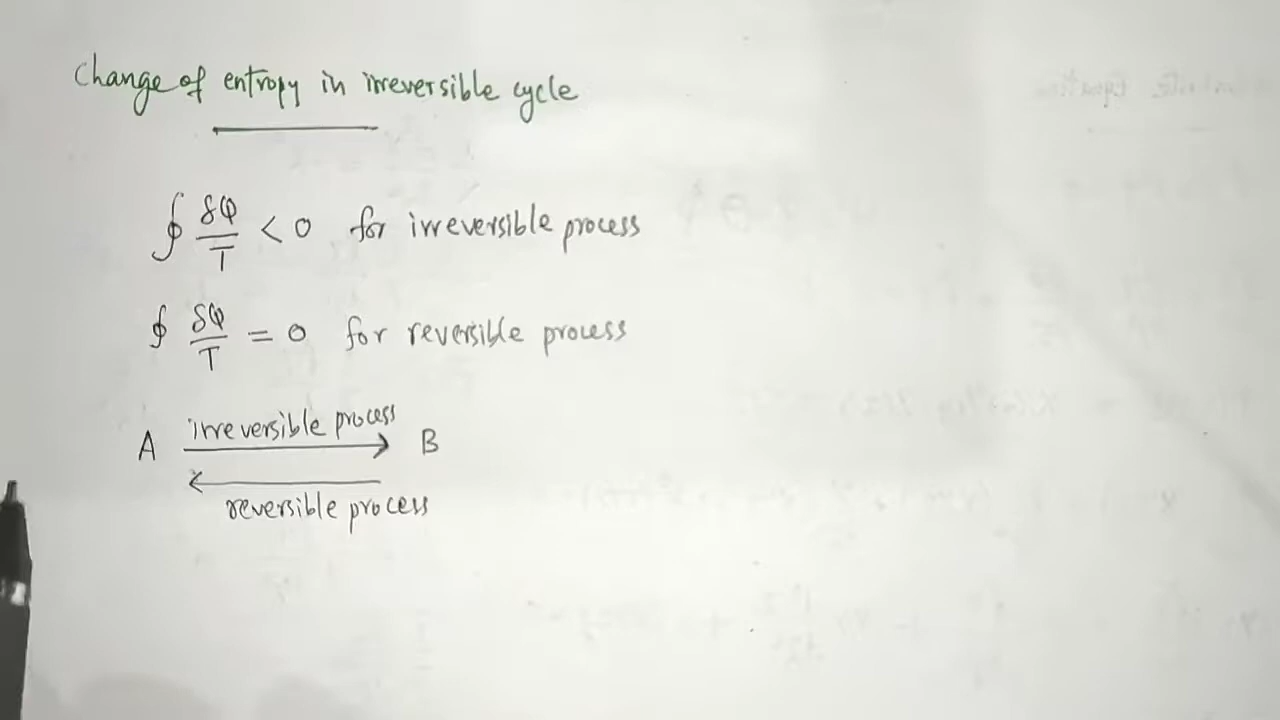 Change of entropy in irreversible cycle
∮ δQ/T < 0 for irreversible process
∮ δQ/T = 0 for reversible process
A irreversible process → B
← reversible process